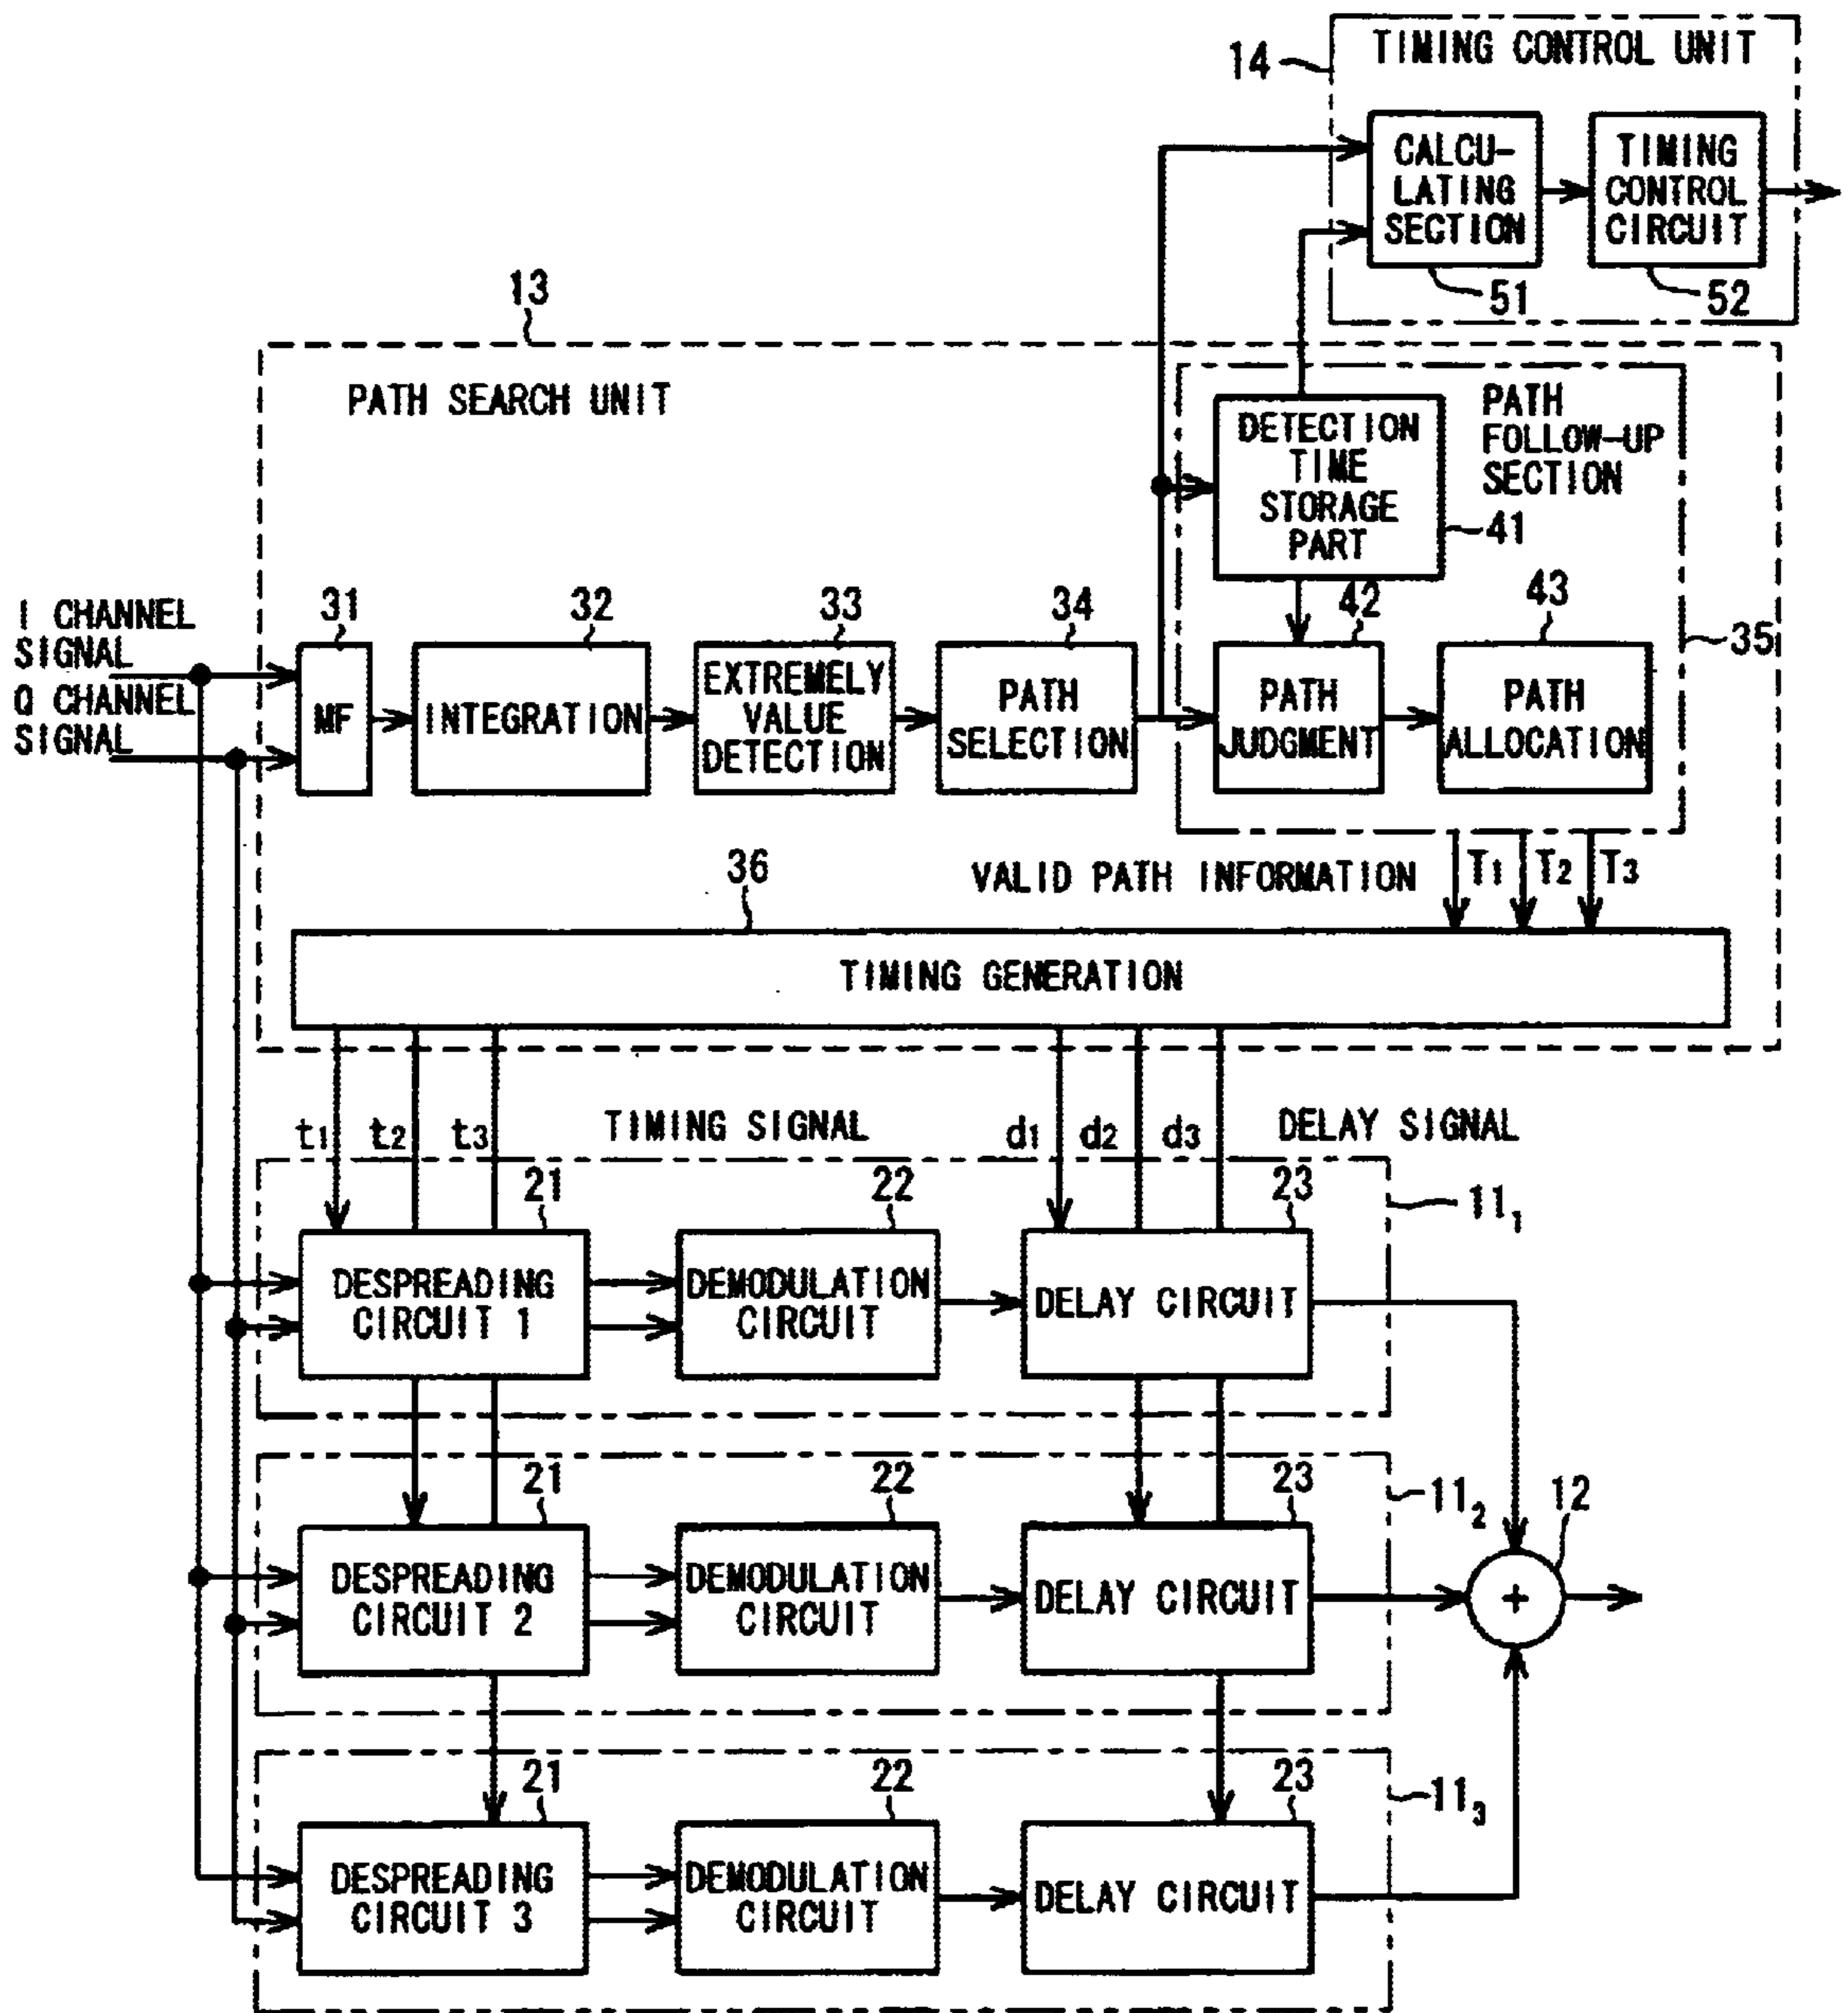 TIMING CONTROL UNIT
14
CALCU-
LATING
SECTION
TIMING
CONTROL
CIRCUIT
51
52
13
PATH SEARCH UNIT
DETECTION
TIME
STORAGE
PART
PATH
FOLLOW-UP
SECTION
41
I CHANNEL
SIGNAL
Q CHANNEL
SIGNAL
31
32
33
34
42
43
35
MF
INTEGRATION
EXTREMELY
VALUE
DETECTION
PATH
SELECTION
PATH
JUDGMENT
PATH
ALLOCATION
36
VALID PATH INFORMATION
T1
T2
T3
TIMING GENERATION
t1
t2
t3
TIMING SIGNAL
d1
d2
d3
DELAY SIGNAL
21
22
23
11₁
DESPREADING
CIRCUIT 1
DEMODULATION
CIRCUIT
DELAY CIRCUIT
21
22
23
11₂
12
DESPREADING
CIRCUIT 2
DEMODULATION
CIRCUIT
DELAY CIRCUIT
+
21
22
23
11₃
DESPREADING
CIRCUIT 3
DEMODULATION
CIRCUIT
DELAY CIRCUIT